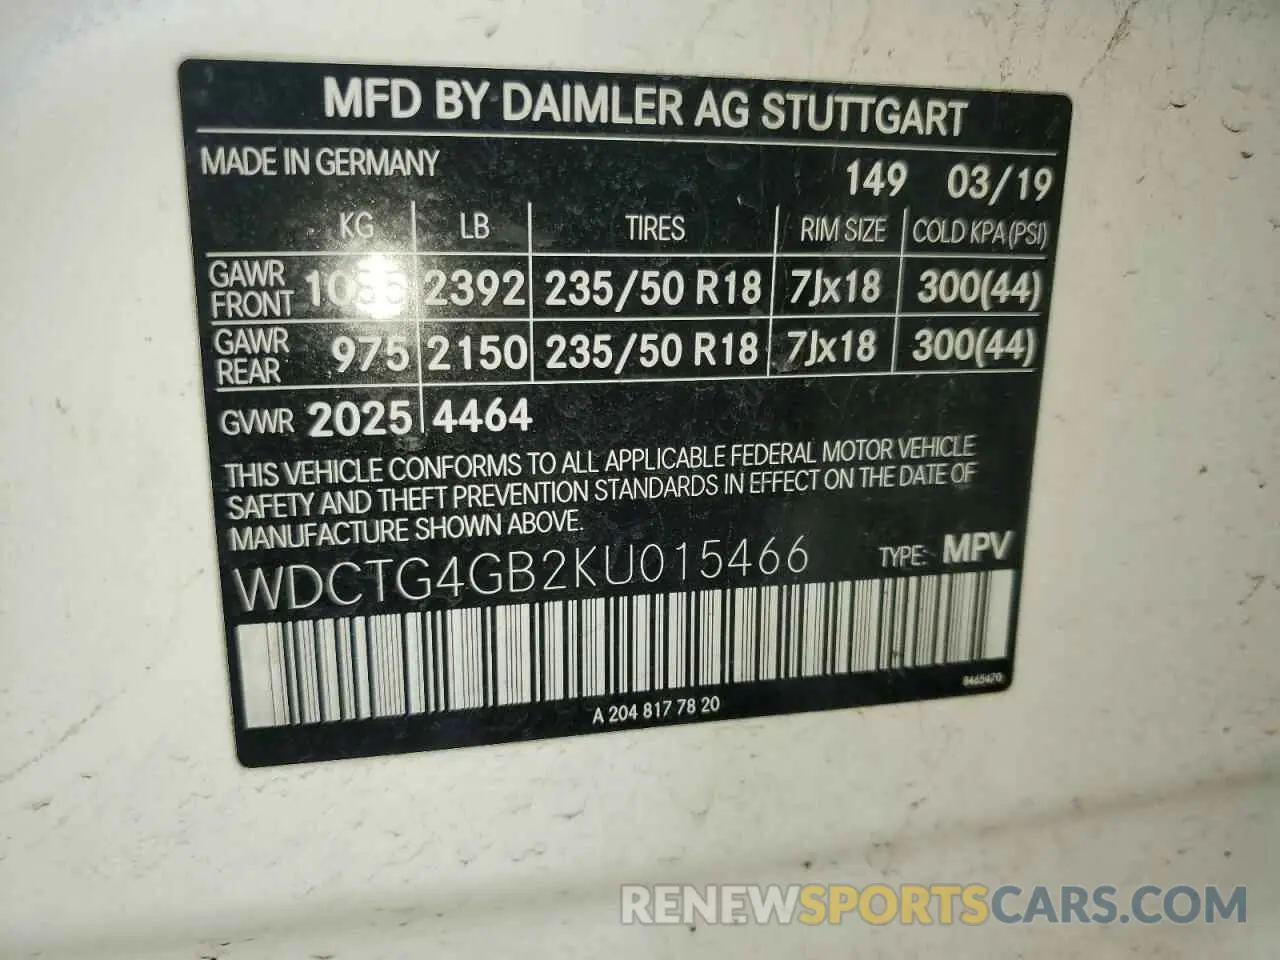 MFD BY DAIMLER AG STUTTGART
MADE IN GERMANY 149 03/19
KG LB TIRES RIM SIZE COLD KPA (PSI)
GAWR FRONT 1085 2392 235/50 R18 7Jx18 300(44)
GAWR REAR 975 2150 235/50 R18 7Jx18 300(44)
GVWR 2025 4464
THIS VEHICLE CONFORMS TO ALL APPLICABLE FEDERAL MOTOR VEHICLE
SAFETY AND THEFT PREVENTION STANDARDS IN EFFECT ON THE DATE OF
MANUFACTURE SHOWN ABOVE.
WDCTG4GB2KU015466 TYPE: MPV
A 204 817 78 20
8465470
RENEWSPORTSCARS.COM